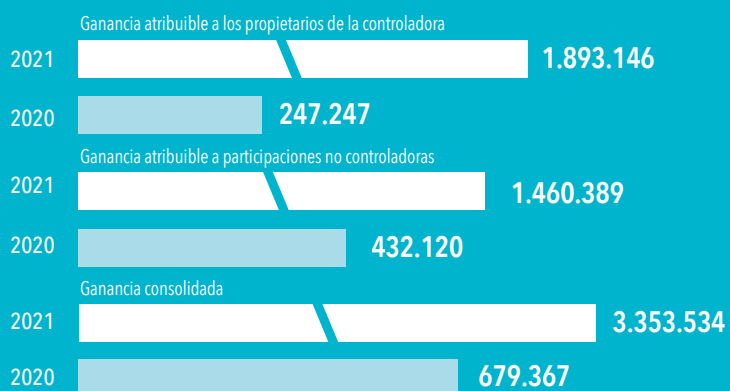 Ganancia atribuible a los propietarios de la controladora
2021 1.893.146
2020 247.247
Ganancia atribuible a participaciones no controladoras
2021 1.460.389
2020 432.120
Ganancia consolidada
2021 3.353.534
2020 679.367